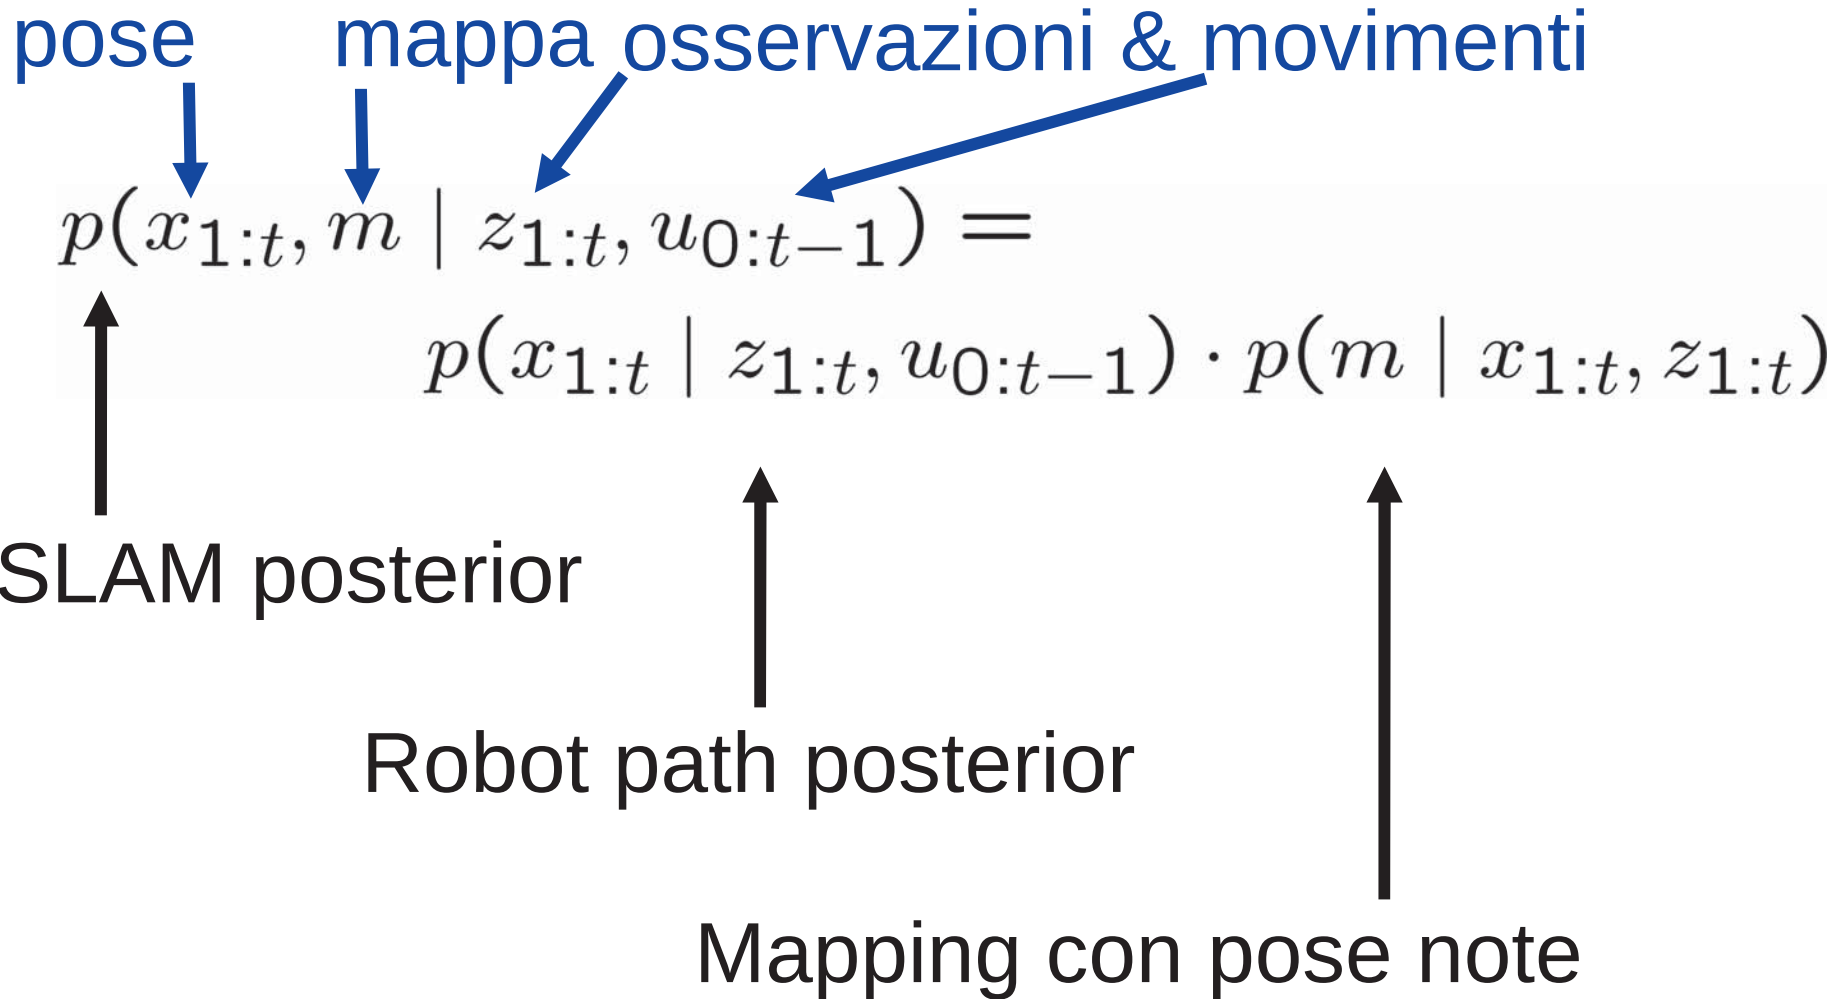 pose mappa osservazioni & movimenti
p(x_{1:t}, m | z_{1:t}, u_{0:t−1}) =
p(x_{1:t} | z_{1:t}, u_{0:t−1}) · p(m | x_{1:t}, z_{1:t})
SLAM posterior
Robot path posterior
Mapping con pose note